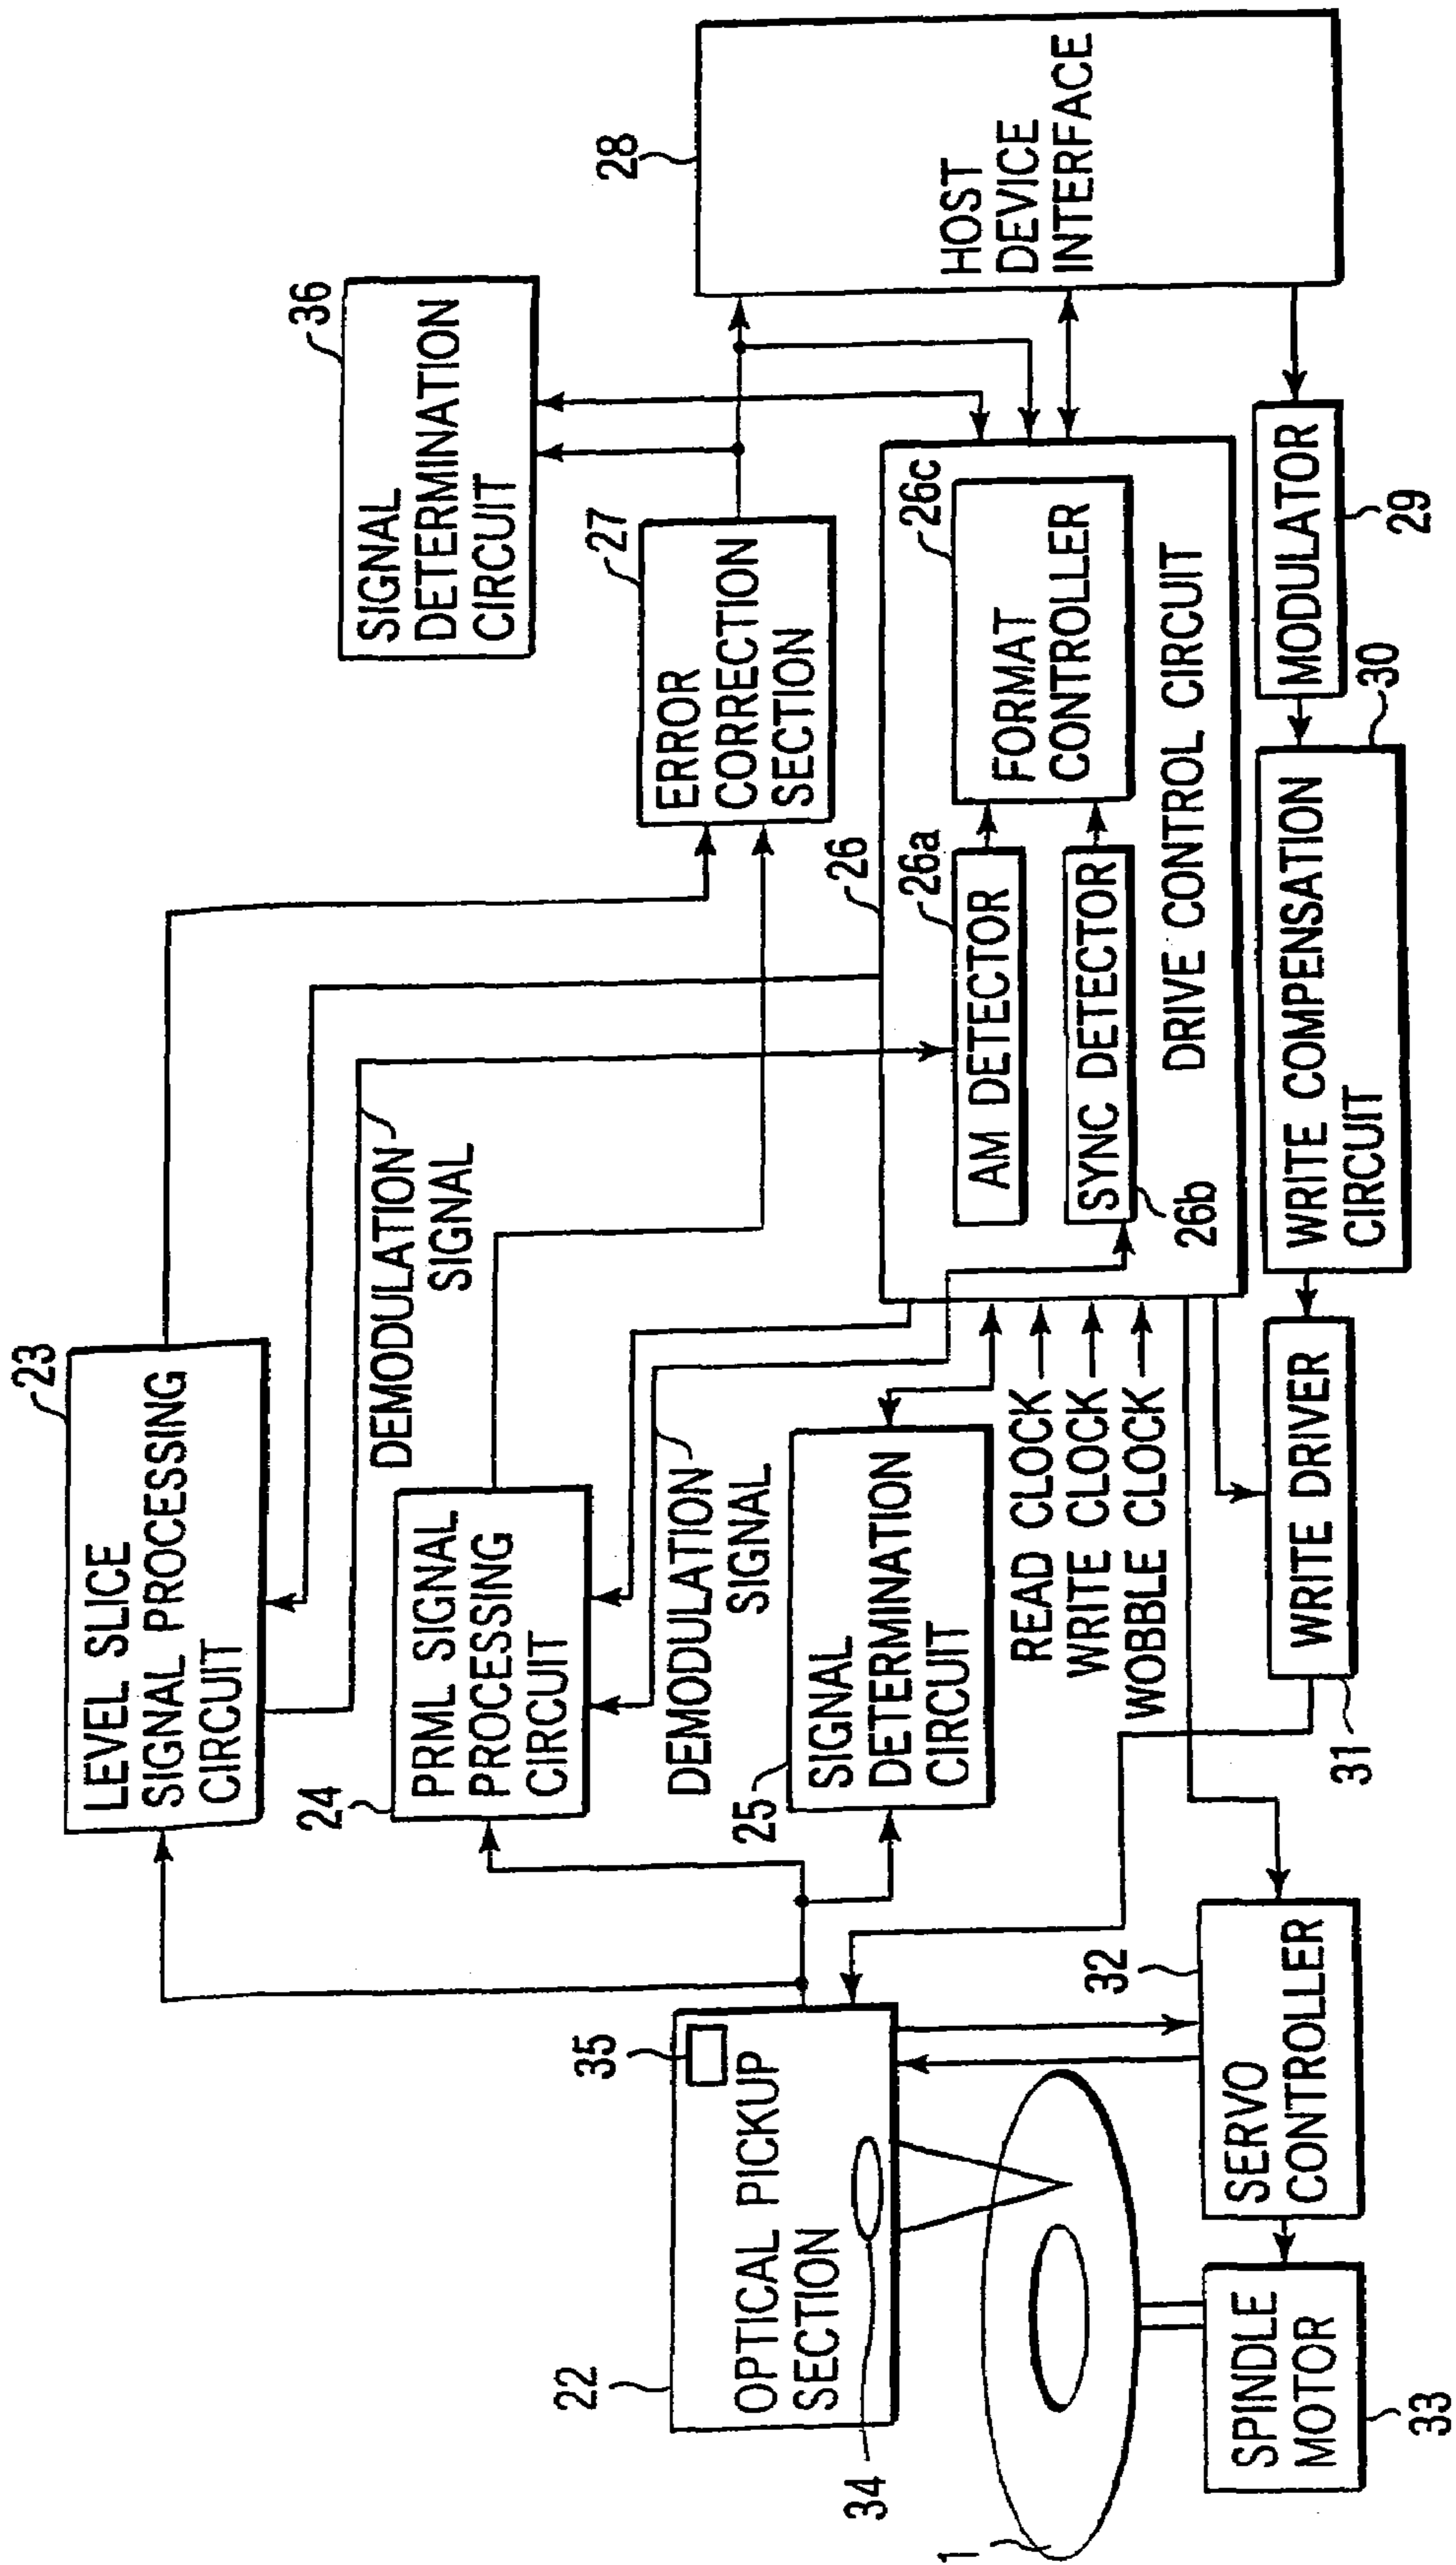 23
LEVEL SLICE
SIGNAL PROCESSING
CIRCUIT
DEMODULATION
SIGNAL
36
SIGNAL
DETERMINATION
CIRCUIT
24
PRML SIGNAL
PROCESSING
CIRCUIT
DEMODULATION
SIGNAL
27
ERROR
CORRECTION
SECTION
28
HOST
DEVICE
INTERFACE
22
35
OPTICAL PICKUP
SECTION
34
25
SIGNAL
DETERMINATION
CIRCUIT
READ CLOCK
WRITE CLOCK
WOBBLE CLOCK
26
26a
AM DETECTOR
SYNC DETECTOR
26b
26c
FORMAT
CONTROLLER
DRIVE CONTROL CIRCUIT
1
32
SERVO
CONTROLLER
SPINDLE
MOTOR
33
WRITE DRIVER
31
WRITE COMPENSATION
CIRCUIT
30
MODULATOR
29